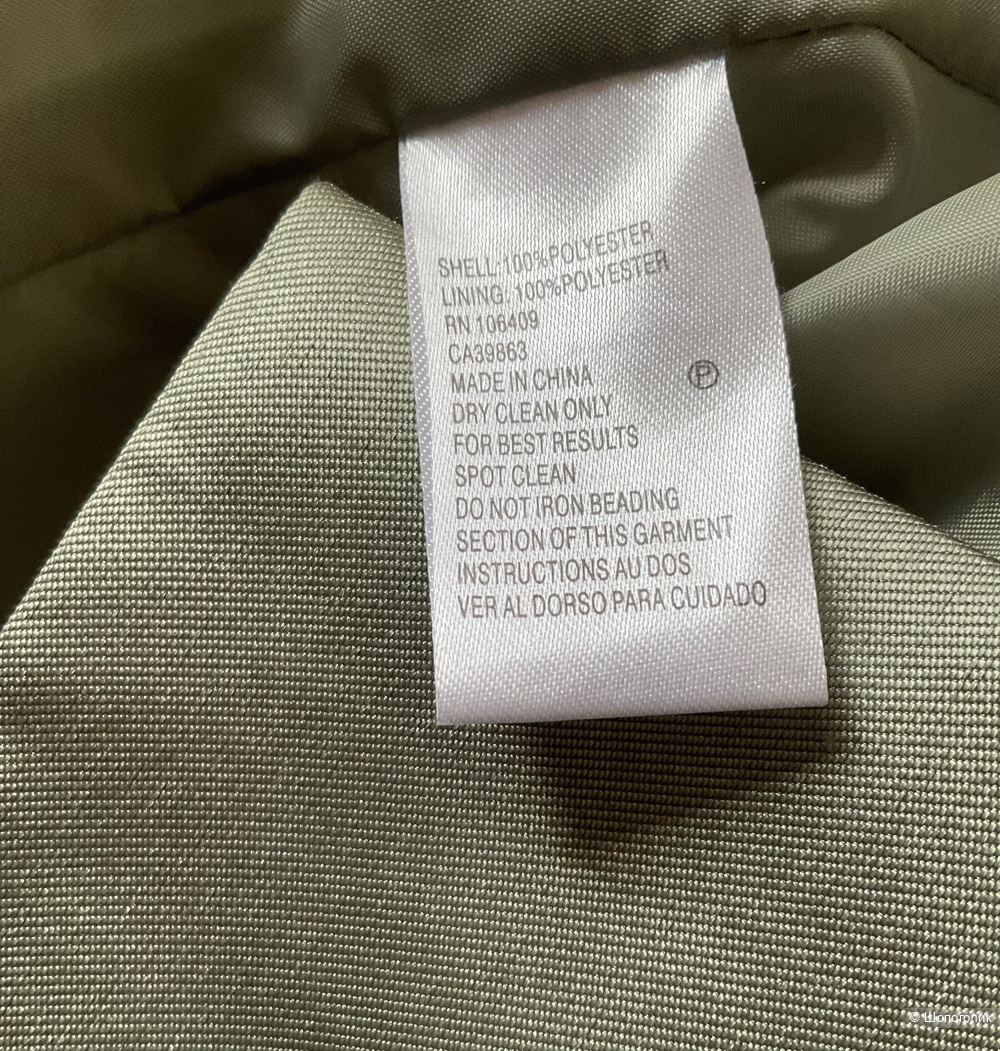 SHELL:100%POLYESTER
LINING: 100%POLYESTER
RN 106409
CA39863
MADE IN CHINA
Ⓟ
DRY CLEAN ONLY
FOR BEST RESULTS
SPOT CLEAN
DO NOT IRON BEADING
SECTION OF THIS GARMENT
INSTRUCTIONS AU DOS
VER AL DORSO PARA CUIDADO
© Шопоголик